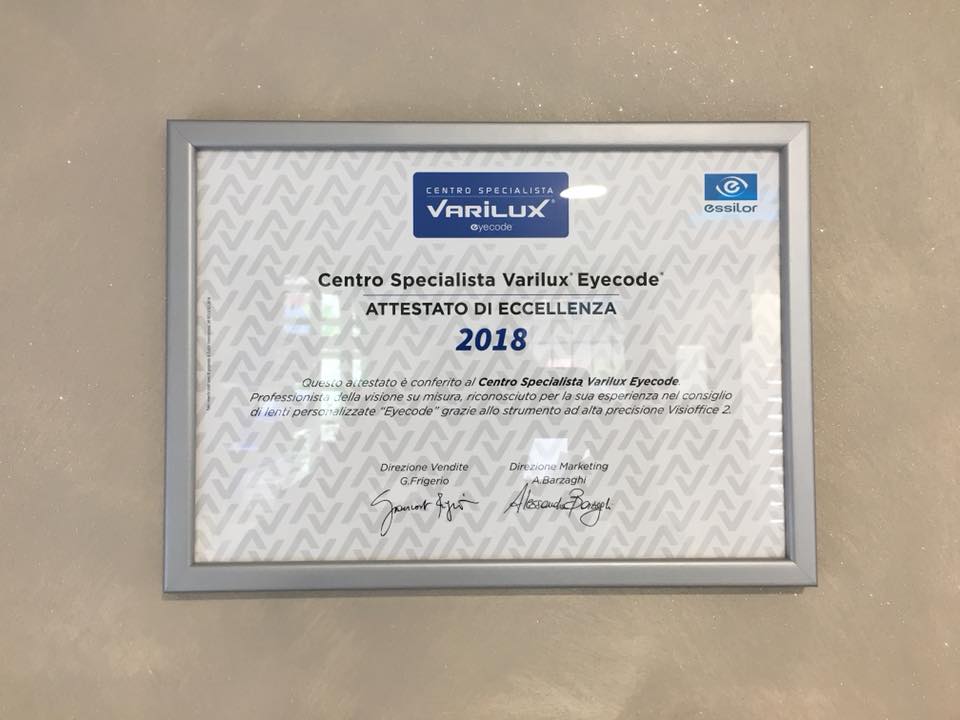 CENTRO SPECIALISTA
VARILUX®
eyecode
essilor
Centro Specialista Varilux® Eyecode®
ATTESTATO DI ECCELLENZA
2018
Questo attestato è conferito al Centro Specialista Varilux Eyecode.
Professionista della visione su misura, riconosciuto per la sua esperienza nel consiglio
di lenti personalizzate "Eyecode" grazie allo strumento ad alta precisione Visioffice 2.
Direzione Vendite
G.Frigerio
Direzione Marketing
A.Barzaghi